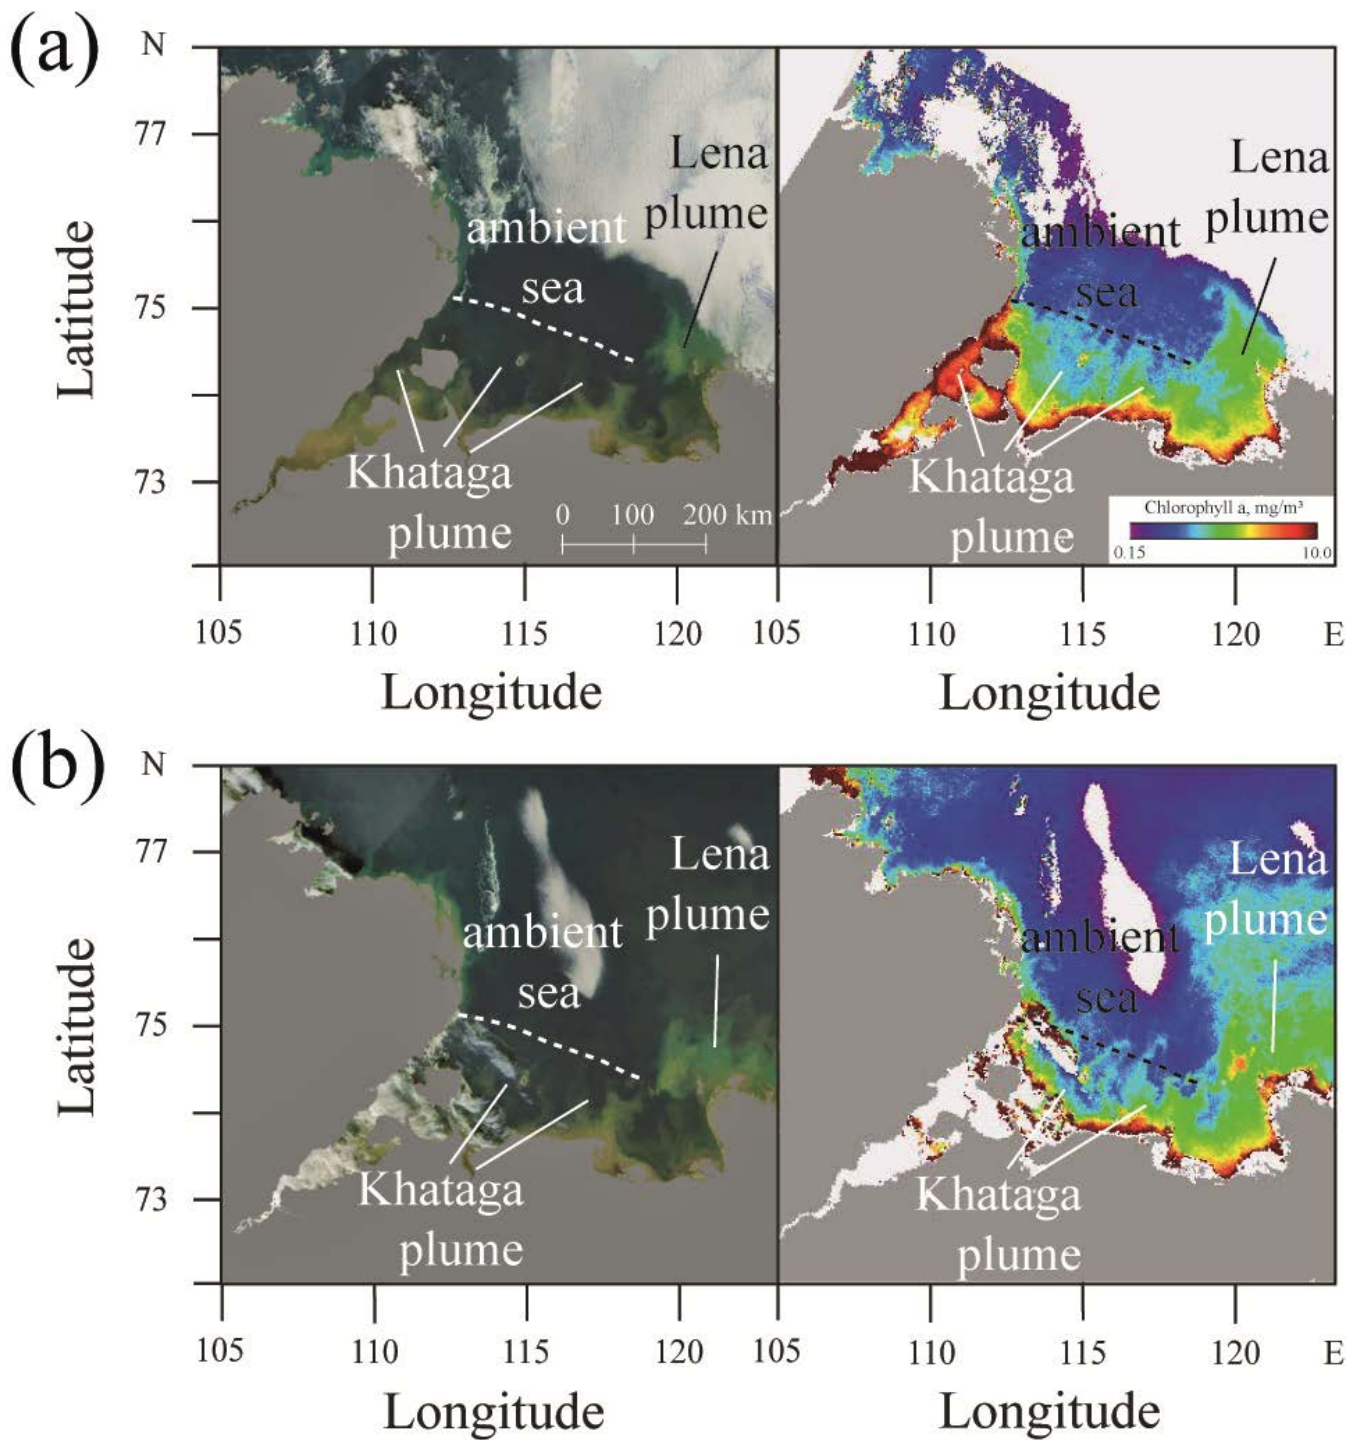 (a)
N
77
75
73
Latitude
Lena
plume
ambient
sea
Khataga
plume
0 100 200 km
105 110 115 120
Longitude
Lena
plume
ambient
sea
Khataga
plume
Chlorophyll a, mg/m³
0.15 10.0
105 110 115 120 E
Longitude
(b)
N
77
75
73
Latitude
Lena
plume
ambient
sea
Khataga
plume
105 110 115 120
Longitude
Lena
plume
ambient
sea
Khataga
plume
105 110 115 120 E
Longitude